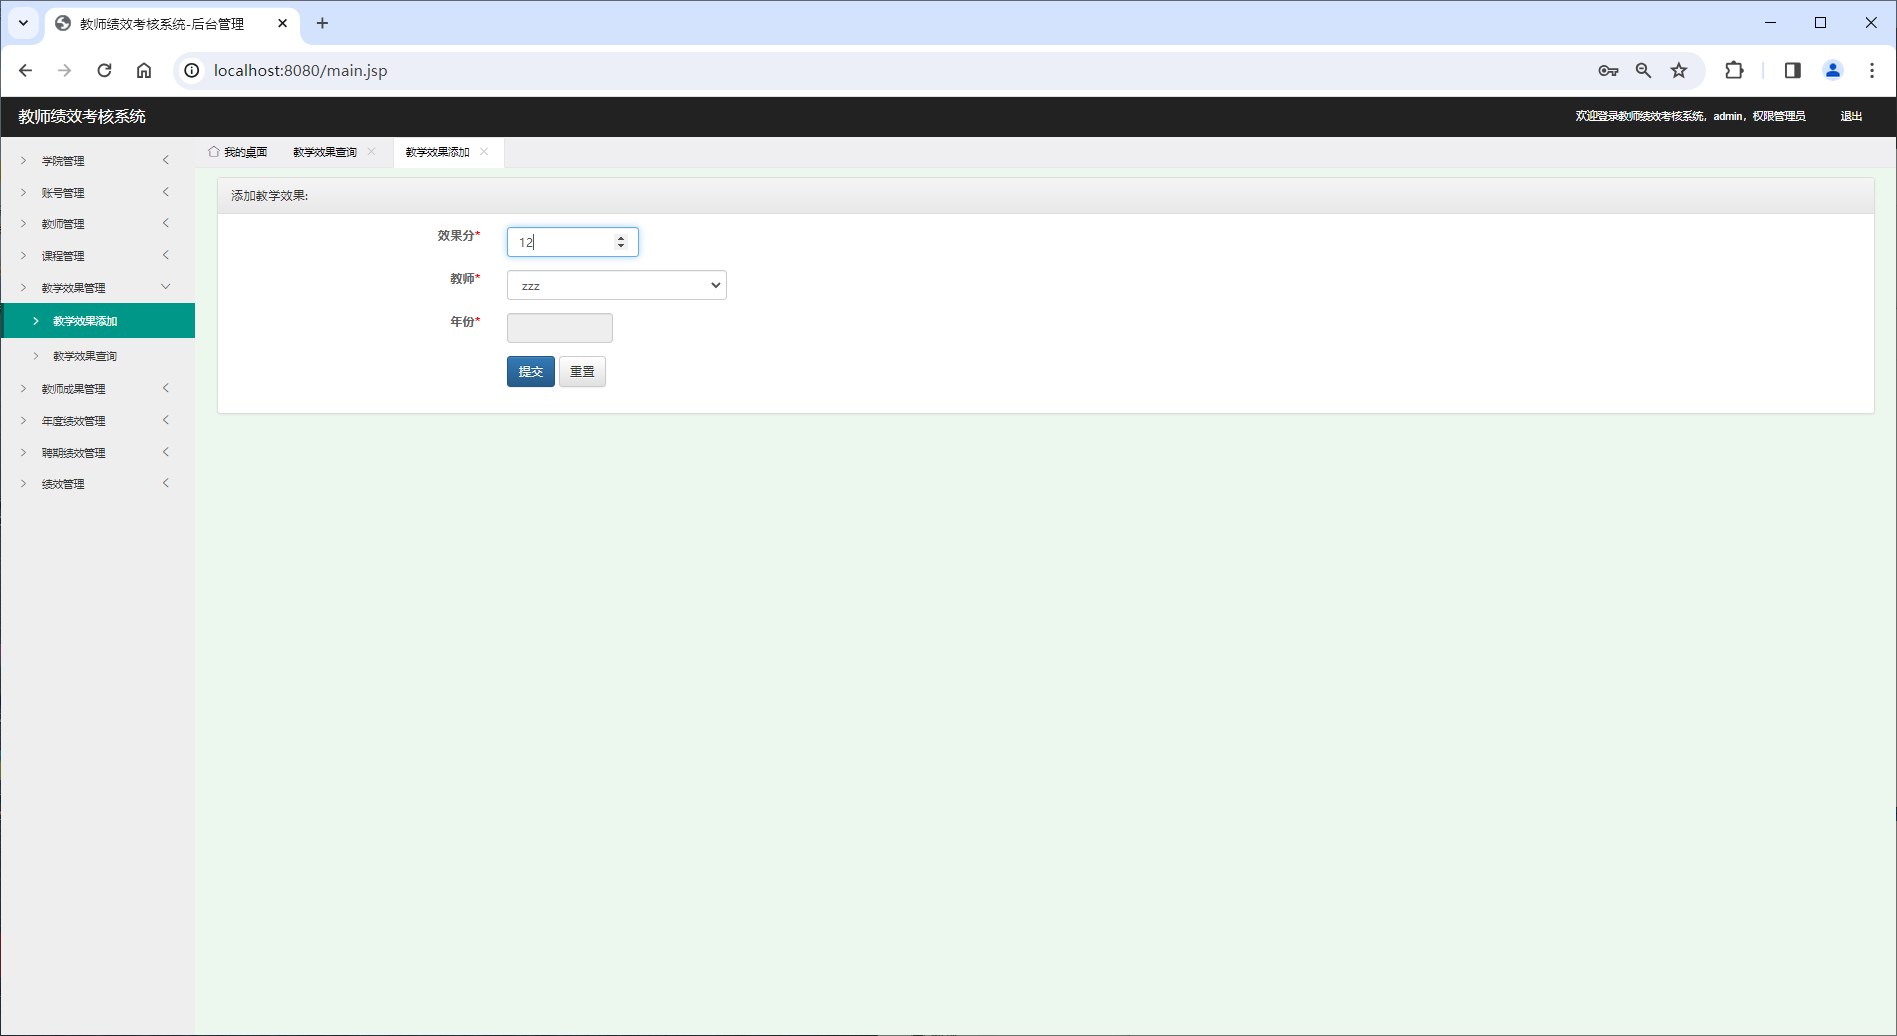 教师绩效考核系统-后台管理
localhost:8080/main.jsp
教师绩效考核系统
欢迎登录教师绩效考核系统，admin，权限管理员 退出
我的桌面 教学效果查询 教学效果添加
学院管理
账号管理
教师管理
课程管理
教学效果管理
教学效果添加
教学效果查询
教师成果管理
年度绩效管理
聘期绩效管理
绩效管理
添加教学效果:
效果分* 12
教师* zzz
年份*
提交 重置